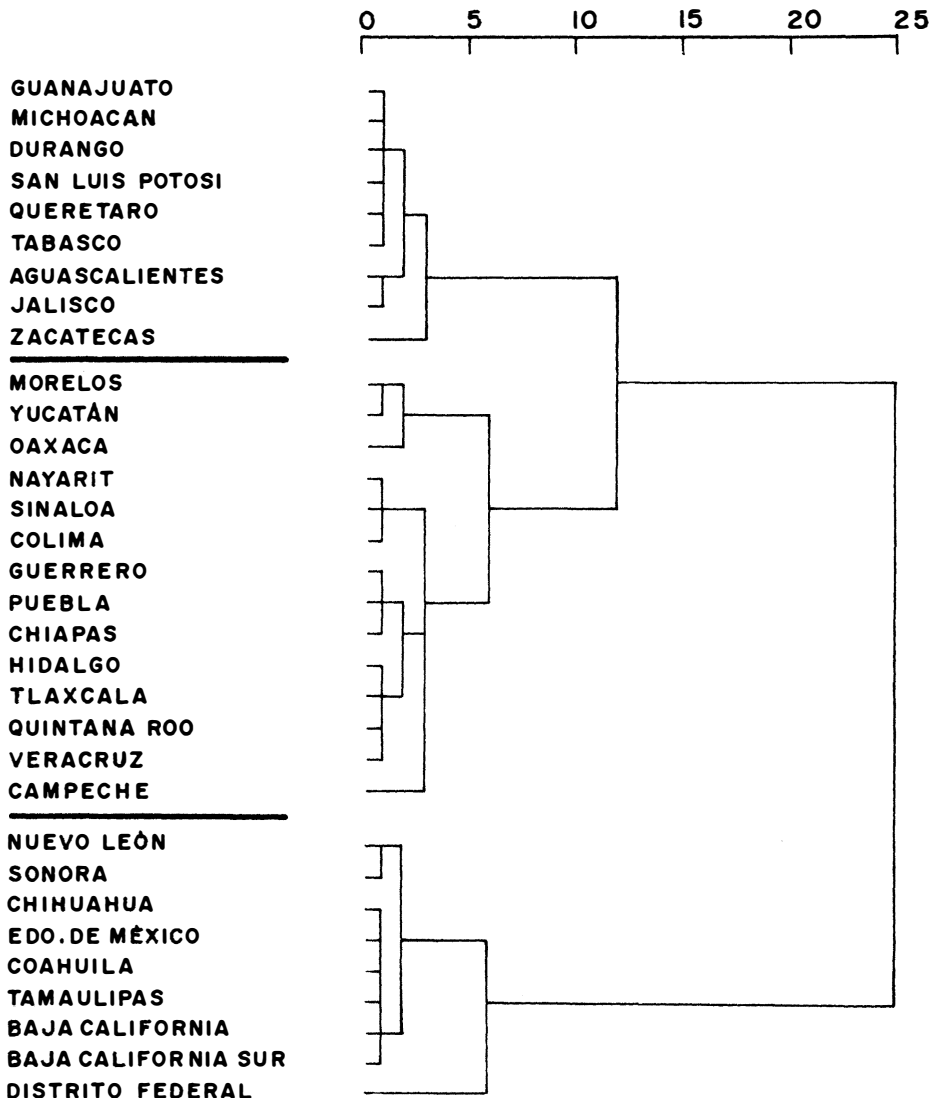 0 5 10 15 20 25
GUANAJUATO
MICHOACAN
DURANGO
SAN LUIS POTOSI
QUERETARO
TABASCO
AGUASCALIENTES
JALISCO
ZACATECAS
MORELOS
YUCATÁN
OAXACA
NAYARIT
SINALOA
COLIMA
GUERRERO
PUEBLA
CHIAPAS
HIDALGO
TLAXCALA
QUINTANA ROO
VERACRUZ
CAMPECHE
NUEVO LEÓN
SONORA
CHIHUAHUA
EDO. DE MÉXICO
COAHUILA
TAMAULIPAS
BAJA CALIFORNIA
BAJA CALIFORNIA SUR
DISTRITO FEDERAL